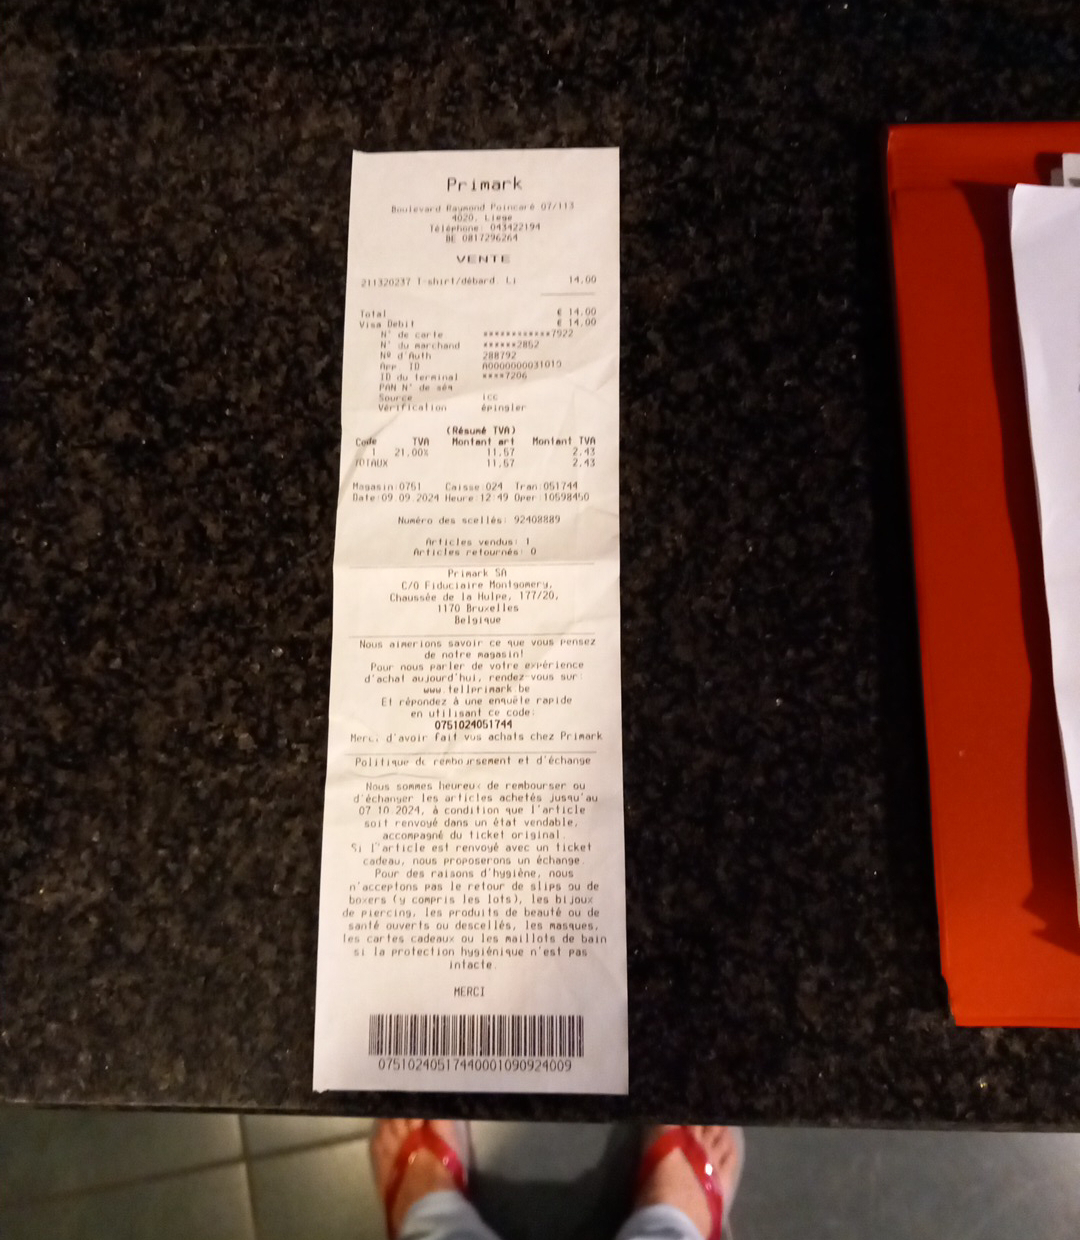 Primark
Boulevard Raymond Poincaré 07/113
4020, Liege
Téléphone: 043422194
BE 0817296264
VENTE
211320237 T-shirt/débard. Li 14.00
Total € 14.00
Visa Debit € 14.00
N° de carte ************7922
N° du marchand ******2852
Nº d'Auth 288792
App ID A0000000031010
ID du terminal ****7206
PAN N° de séq
Source icc
Vérification épingler
(Résumé TVA)
Code TVA Montant art Montant TVA
1 21.00% 11.57 2.43
TOTAUX 11.57 2.43
Magasin:0751 Caisse:024 Tran:051744
Date:09.09.2024 Heure:12:49 Oper:10598450
Numéro des scellés: 92408889
Articles vendus: 1
Articles retournés: 0
Primark SA
C/O Fiduciaire Montgomery,
Chaussée de la Hulpe, 177/20,
1170 Bruxelles
Belgique
Nous aimerions savoir ce que vous pensez
de notre magasin!
Pour nous parler de votre expérience
d'achat aujourd'hui, rendez-vous sur:
www.tellprimark.be
Et répondez à une enquête rapide
en utilisant ce code:
0751024051744
Merci d'avoir fait vos achats chez Primark
Politique de remboursement et d'échange
Nous sommes heureux de rembourser ou
d'échanger les articles achetés jusqu'au
07.10.2024, à condition que l'article
soit renvoyé dans un état vendable,
accompagné du ticket original.
Si l'article est renvoyé avec un ticket
cadeau, nous proposerons un échange.
Pour des raisons d'hygiène, nous
n'acceptons pas le retour de slips ou de
boxers (y compris les lots), les bijoux
de piercing, les produits de beauté ou de
santé ouverts ou descellés, les masques,
les cartes cadeaux ou les maillots de bain
si la protection hygiénique n'est pas
intacte.
MERCI
07510240517440001090924009